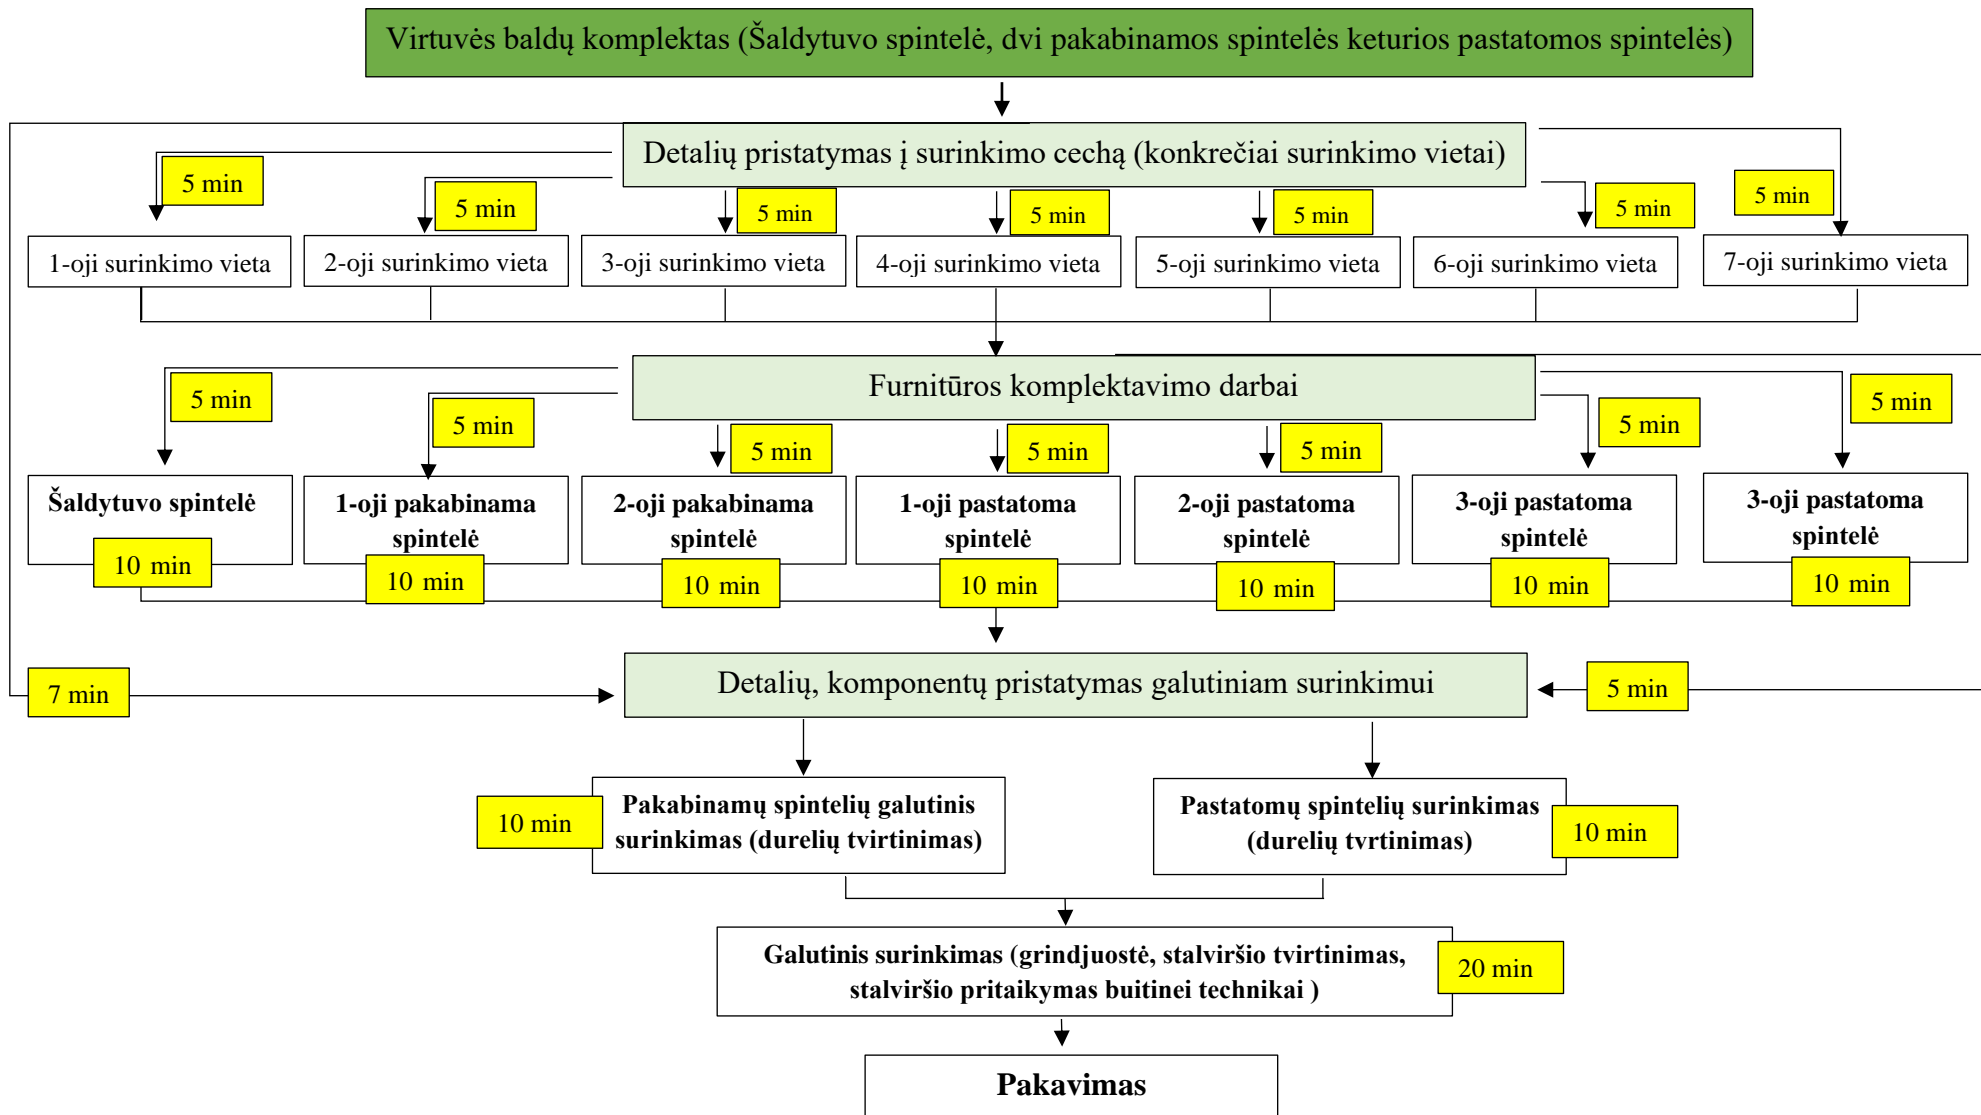 Virtuvės baldų komplektas (Šaldytuvo spintelė, dvi pakabinamos spintelės keturios pastatomos spintelės)
Detalių pristatymas į surinkimo cechą (konkrečiai surinkimo vietai)
5 min
5 min
5 min
5 min
5 min
5 min
5 min
1-oji surinkimo vieta
2-oji surinkimo vieta
3-oji surinkimo vieta
4-oji surinkimo vieta
5-oji surinkimo vieta
6-oji surinkimo vieta
7-oji surinkimo vieta
Furnitūros komplektavimo darbai
5 min
5 min
5 min
5 min
5 min
5 min
5 min
Šaldytuvo spintelė
10 min
1-oji pakabinama
spintelė
10 min
2-oji pakabinama
spintelė
10 min
1-oji pastatoma
spintelė
10 min
2-oji pastatoma
spintelė
10 min
3-oji pastatoma
spintelė
10 min
3-oji pastatoma
spintelė
10 min
7 min
Detalių, komponentų pristatymas galutiniam surinkimui
5 min
10 min
Pakabinamų spintelių galutinis
surinkimas (durelių tvirtinimas)
Pastatomų spintelių surinkimas
(durelių tvrtinimas)
10 min
Galutinis surinkimas (grindjuostė, stalviršio tvirtinimas,
stalviršio pritaikymas buitinei technikai )
20 min
Pakavimas